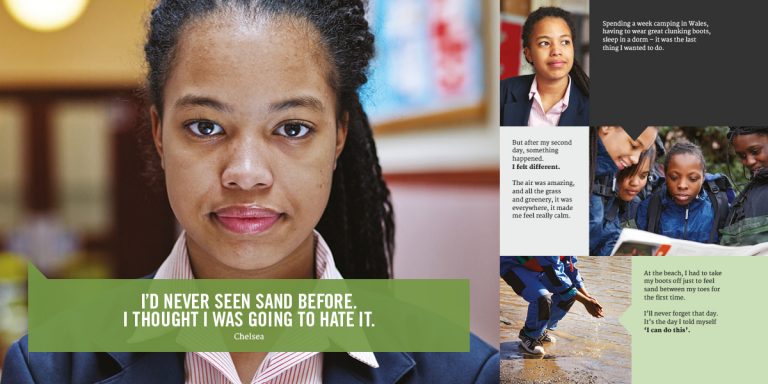 I'D NEVER SEEN SAND BEFORE.
I THOUGHT I WAS GOING TO HATE IT.
Chelsea
Spending a week camping in Wales,
having to wear great clunking boots,
sleep in a dorm – it was the last
thing I wanted to do.
But after my second
day, something
happened.
I felt different.
The air was amazing,
and all the grass
and greenery, it was
everywhere, it made
me feel really calm.
At the beach, I had to take
my boots off just to feel
sand between my toes for
the first time.
I'll never forget that day.
It's the day I told myself
'I can do this'.